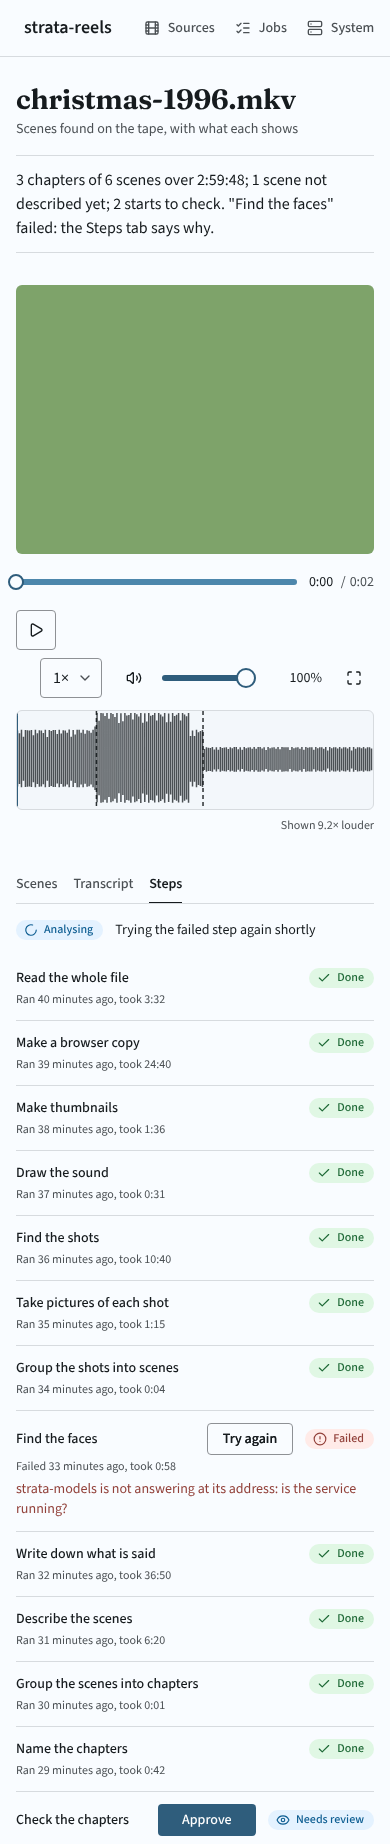 strata-reels Sources Jobs System
christmas-1996.mkv
Scenes found on the tape, with what each shows
3 chapters of 6 scenes over 2:59:48; 1 scene not
described yet; 2 starts to check. "Find the faces"
failed: the Steps tab says why.
0:00 / 0:02
1× 100%
Shown 9.2× louder
Scenes Transcript Steps
Analysing Trying the failed step again shortly
Read the whole file Done
Ran 40 minutes ago, took 3:32
Make a browser copy Done
Ran 39 minutes ago, took 24:40
Make thumbnails Done
Ran 38 minutes ago, took 1:36
Draw the sound Done
Ran 37 minutes ago, took 0:31
Find the shots Done
Ran 36 minutes ago, took 10:40
Take pictures of each shot Done
Ran 35 minutes ago, took 1:15
Group the shots into scenes Done
Ran 34 minutes ago, took 0:04
Find the faces Try again Failed
Failed 33 minutes ago, took 0:58
strata-models is not answering at its address: is the service
running?
Write down what is said Done
Ran 32 minutes ago, took 36:50
Describe the scenes Done
Ran 31 minutes ago, took 6:20
Group the scenes into chapters Done
Ran 30 minutes ago, took 0:01
Name the chapters Done
Ran 29 minutes ago, took 0:42
Check the chapters Approve Needs review